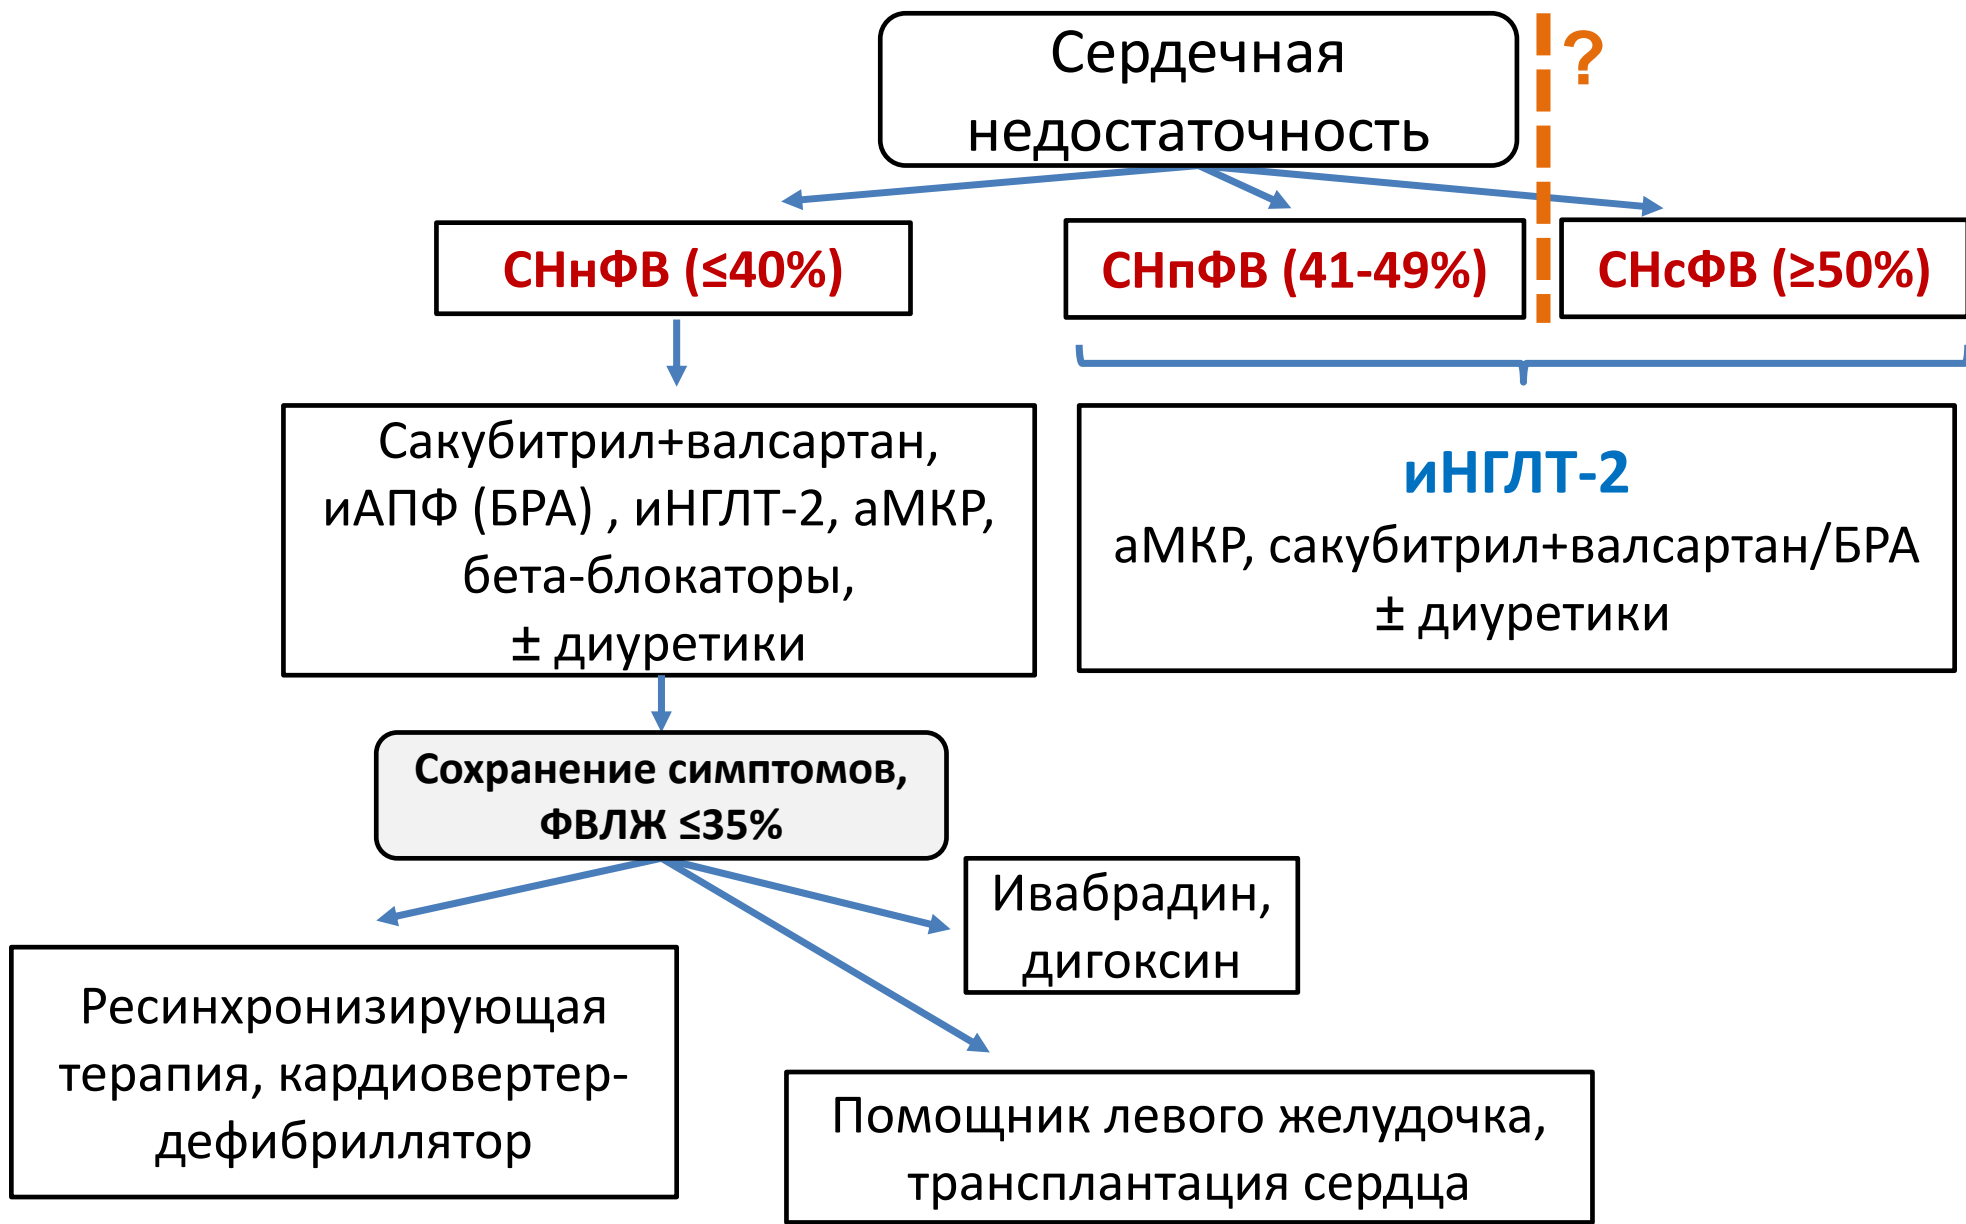 Сердечная
недостаточность
?
СНнФВ (≤40%)
СНпФВ (41-49%)
СНсФВ (≥50%)
Сакубитрил+валсартан,
иАПФ (БРА) , иНГЛТ-2, аМКР,
бета-блокаторы,
± диуретики
иНГЛТ-2
аМКР, сакубитрил+валсартан/БРА
± диуретики
Сохранение симптомов,
ФВЛЖ ≤35%
Ивабрадин,
дигоксин
Ресинхронизирующая
терапия, кардиовертер-
дефибриллятор
Помощник левого желудочка,
трансплантация сердца